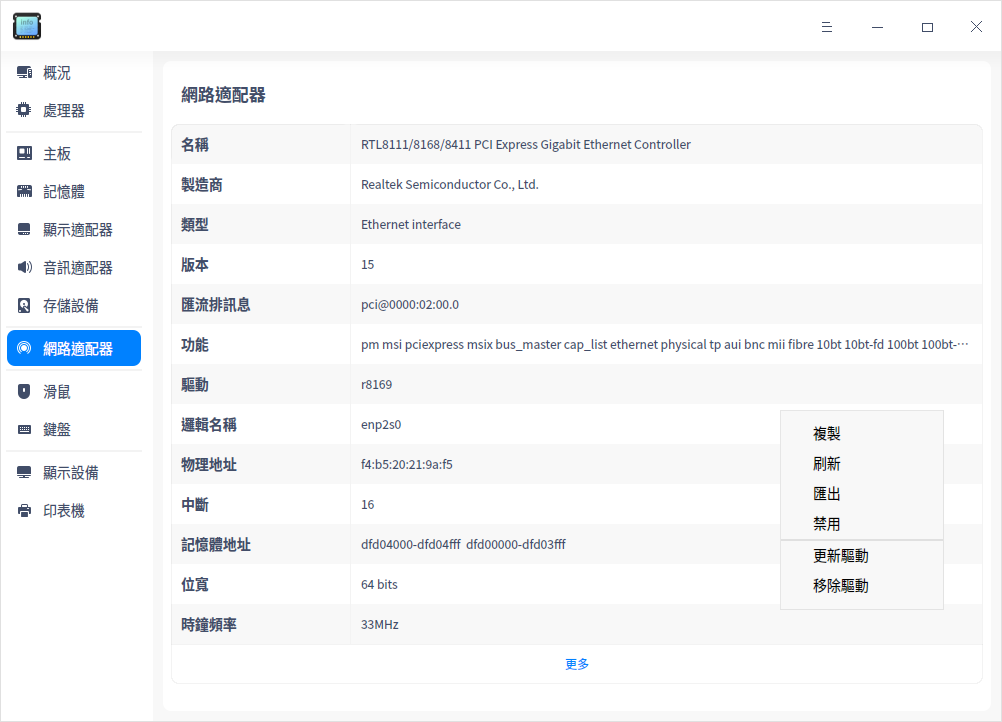 info
概況
處理器
主板
記憶體
顯示適配器
音訊適配器
存儲設備
網路適配器
滑鼠
鍵盤
顯示設備
印表機
網路適配器
名稱 RTL8111/8168/8411 PCI Express Gigabit Ethernet Controller
製造商 Realtek Semiconductor Co., Ltd.
類型 Ethernet interface
版本 15
匯流排訊息 pci@0000:02:00.0
功能 pm msi pciexpress msix bus_master cap_list ethernet physical tp aui bnc mii fibre 10bt 10bt-fd 100bt 100bt-…
驅動 r8169
邏輯名稱 enp2s0
物理地址 f4:b5:20:21:9a:f5
中斷 16
記憶體地址 dfd04000-dfd04fff dfd00000-dfd03fff
位寬 64 bits
時鐘頻率 33MHz
更多
複製
刷新
匯出
禁用
更新驅動
移除驅動